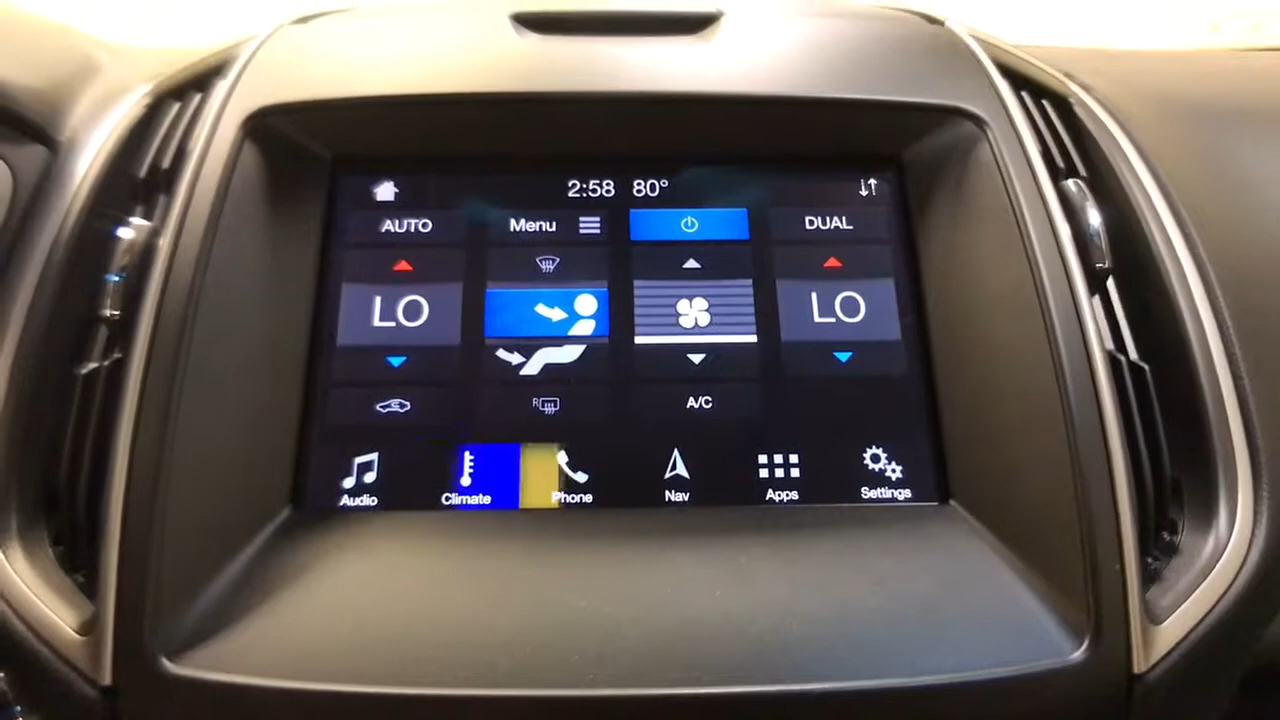 2:58 80°
AUTO Menu DUAL
LO LO
R
A/C
Audio Climate Phone Nav Apps Settings